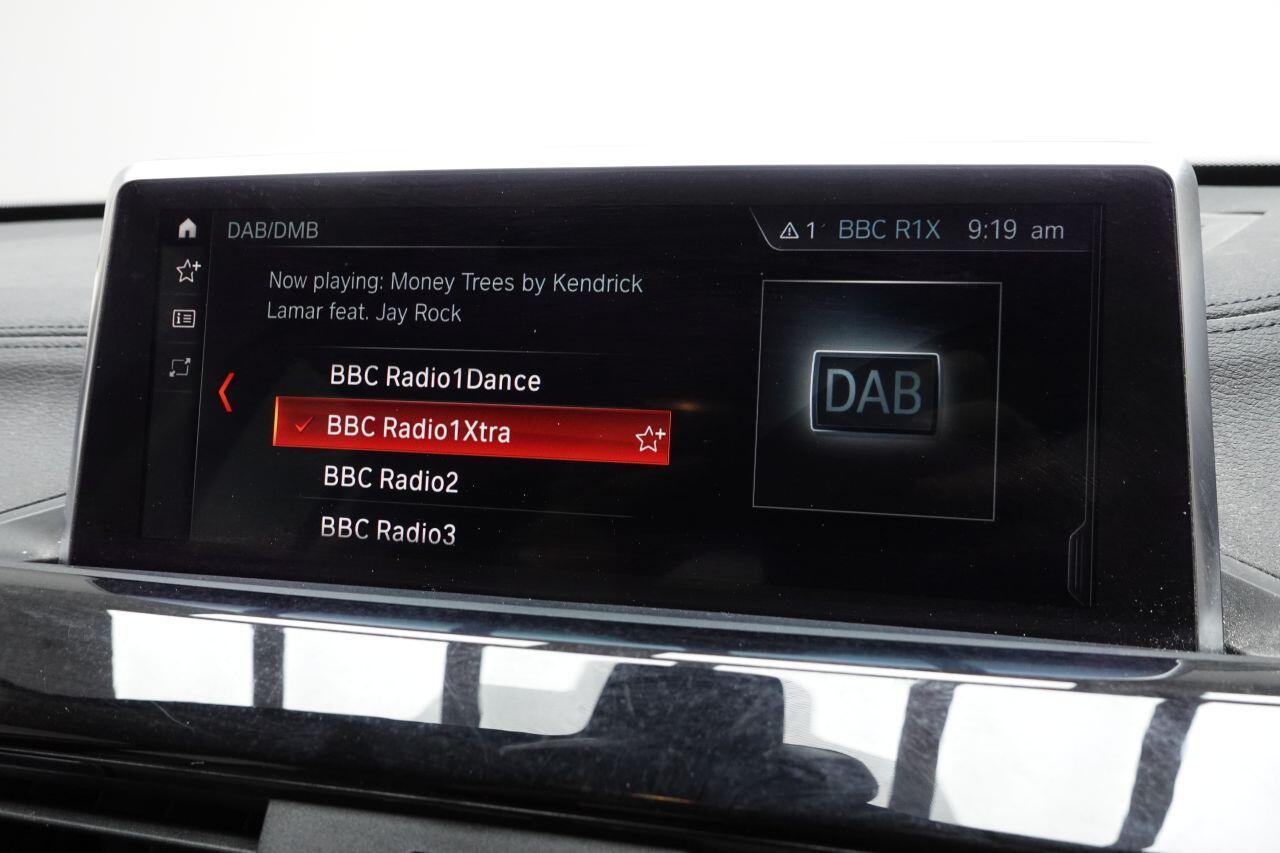 DAB/DMB
1 BBC R1X 9:19 am
Now playing: Money Trees by Kendrick
Lamar feat. Jay Rock
BBC Radio1Dance
BBC Radio1Xtra
BBC Radio2
BBC Radio3
DAB